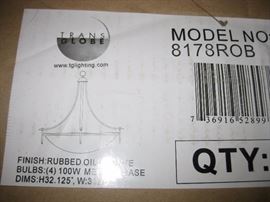 TRANS
GLOBE
www.tglighting.com
MODEL NO
8178ROB
7 36916 52899
FINISH:RUBBED OIL
BULBS:(4) 100W
DIMS:H32.125", W:
QTY: